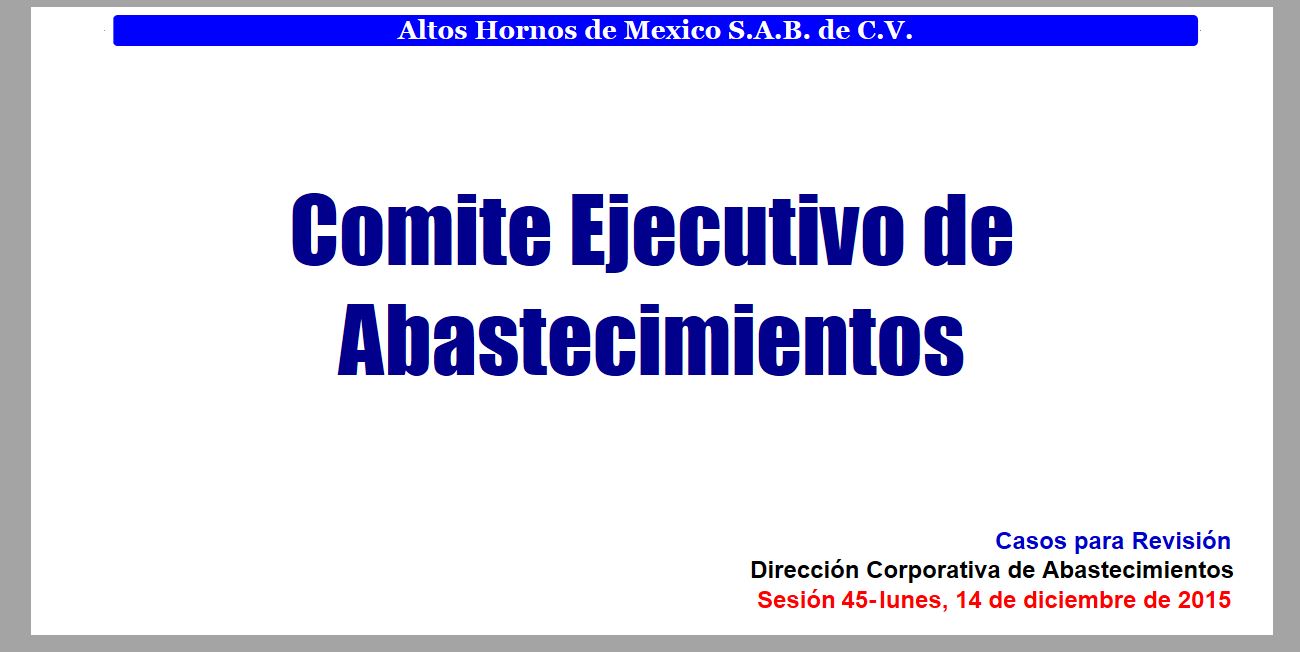 Altos Hornos de Mexico S.A.B. de C.V.
Comite Ejecutivo de
Abastecimientos
Casos para Revisión
Dirección Corporativa de Abastecimientos
Sesión 45-lunes, 14 de diciembre de 2015